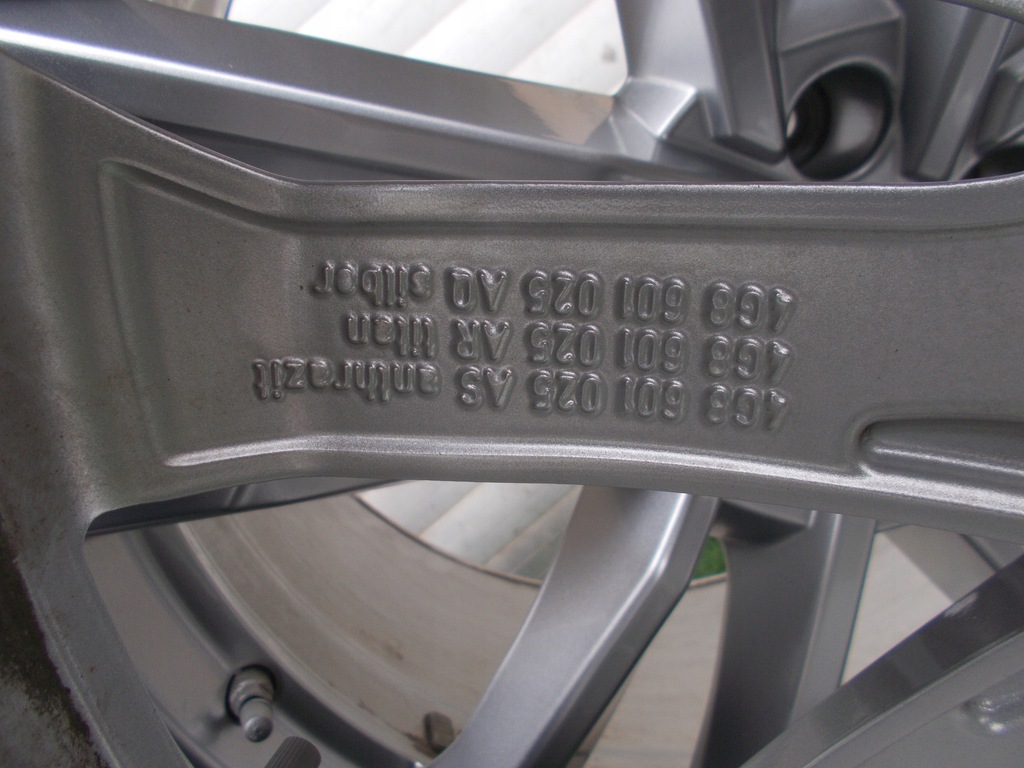 4G8 601 025 AS anthrazit
4G8 601 025 AR titan
4G8 601 025 AQ silber